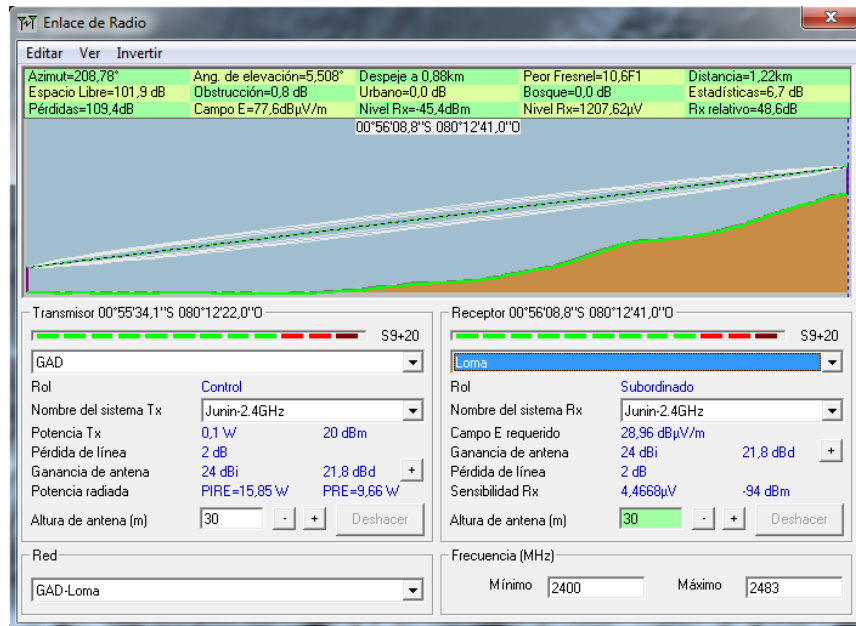 Enlace de Radio
Editar Ver Invertir
Azimut=208,78° Ang. de elevación=5,508° Despeje a 0,88km Peor Fresnel=10,6F1 Distancia=1,22km
Espacio Libre=101,9 dB Obstrucción=0,8 dB Urbano=0,0 dB Bosque=0,0 dB Estadísticas=6,7 dB
Pérdidas=109,4dB Campo E=77,6dBµV/m Nivel Rx=-45,4dBm Nivel Rx=1207,62µV Rx relativo=48,6dB
00°56'08,8''S 080°12'41,0''O
Transmisor 00°55'34,1''S 080°12'22,0''O
S9+20
GAD
Rol Control
Nombre del sistema Tx Junin-2.4GHz
Potencia Tx 0,1 W 20 dBm
Pérdida de línea 2 dB
Ganancia de antena 24 dBi 21,8 dBd +
Potencia radiada PIRE=15,85 W PRE=9,66 W
Altura de antena (m) 30 - + Deshacer
Red
GAD-Loma
Receptor 00°56'08,8''S 080°12'41,0''O
S9+20
Loma
Rol Subordinado
Nombre del sistema Rx Junin-2.4GHz
Campo E requerido 28,96 dBµV/m
Ganancia de antena 24 dBi 21,8 dBd +
Pérdida de línea 2 dB
Sensibilidad Rx 4,4668µV -94 dBm
Altura de antena (m) 30 - + Deshacer
Frecuencia (MHz)
Mínimo 2400 Máximo 2483